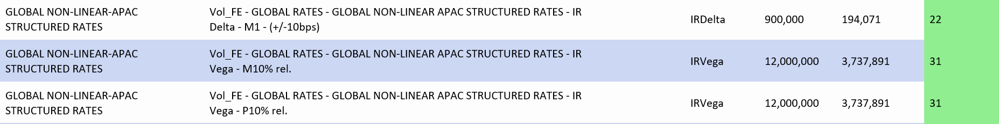 GLOBAL NON-LINEAR-APAC
STRUCTURED RATES
Vol_FE - GLOBAL RATES - GLOBAL NON-LINEAR APAC STRUCTURED RATES - IR
Delta - M1 - (+/-10bps)
IRDelta
900,000
194,071
22
GLOBAL NON-LINEAR-APAC
STRUCTURED RATES
Vol_FE - GLOBAL RATES - GLOBAL NON-LINEAR APAC STRUCTURED RATES - IR
Vega - M10% rel.
IRVega
12,000,000
3,737,891
31
GLOBAL NON-LINEAR-APAC
STRUCTURED RATES
Vol_FE - GLOBAL RATES - GLOBAL NON-LINEAR APAC STRUCTURED RATES - IR
Vega - P10% rel.
IRVega
12,000,000
3,737,891
31